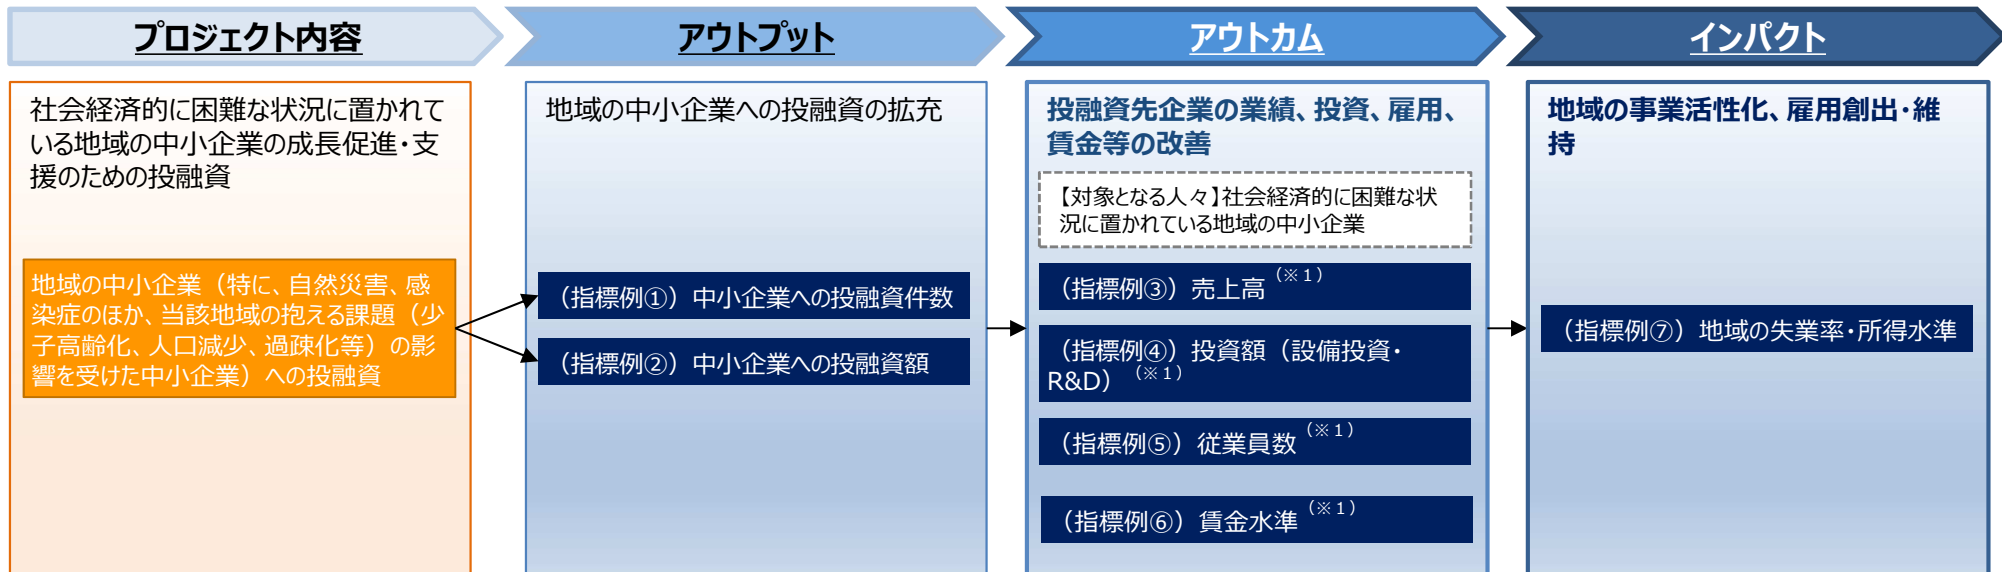 プロジェクト内容
アウトプット
アウトカム
インパクト
社会経済的に困難な状況に置かれて
いる地域の中小企業の成長促進・支
援のための投融資
地域の中小企業（特に、自然災害、感
染症のほか、当該地域の抱える課題（少
子高齢化、人口減少、過疎化等）の影
響を受けた中小企業）への投融資
地域の中小企業への投融資の拡充
（指標例①）中小企業への投融資件数
（指標例②）中小企業への投融資額
投融資先企業の業績、投資、雇用、
賃金等の改善
【対象となる人々】社会経済的に困難な状
況に置かれている地域の中小企業
（指標例③）売上高（※１）
（指標例④）投資額（設備投資・
R&D）（※１）
（指標例⑤）従業員数（※１）
（指標例⑥）賃金水準（※１）
地域の事業活性化、雇用創出・維
持
（指標例⑦）地域の失業率・所得水準